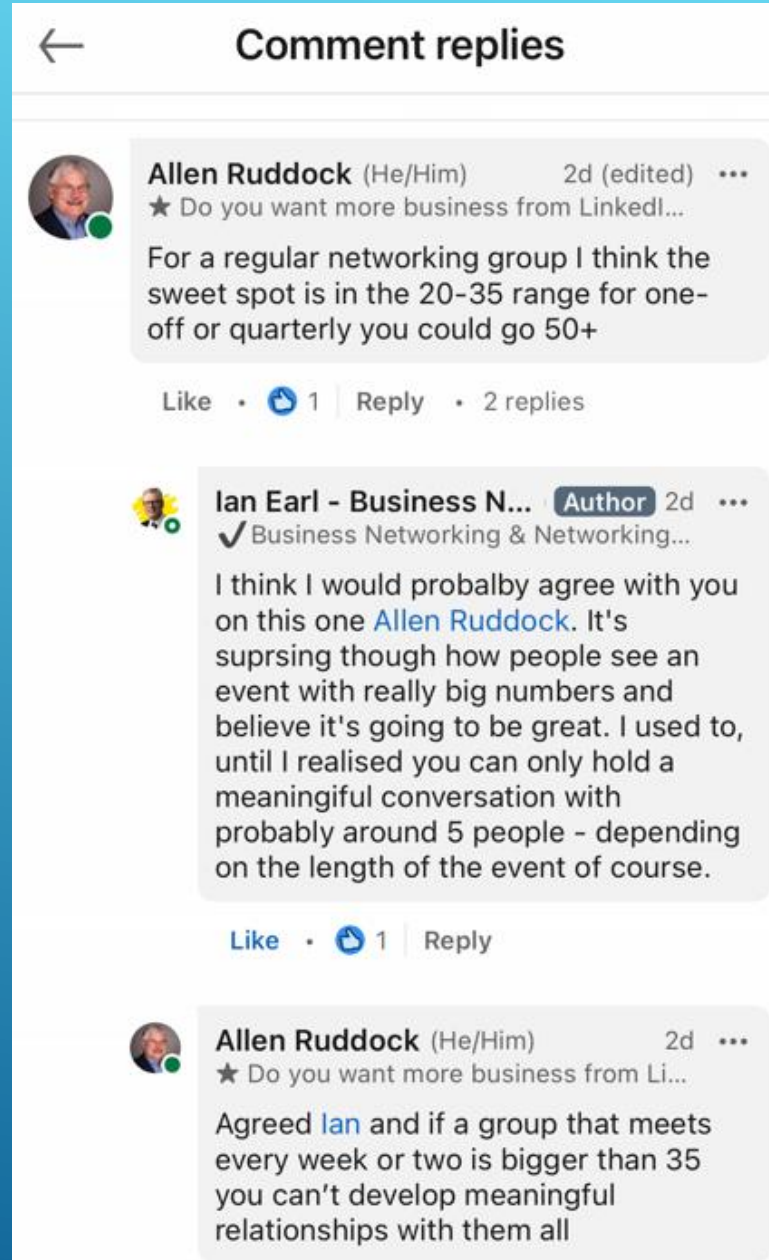 Comment replies
Allen Ruddock (He/Him) 2d (edited) •••
★ Do you want more business from LinkedI...
For a regular networking group I think the
sweet spot is in the 20-35 range for one-
off or quarterly you could go 50+
Like • 1 Reply • 2 replies
Ian Earl - Business N... Author 2d •••
✔Business Networking & Networking...
I think I would probalby agree with you
on this one Allen Ruddock. It's
suprsing though how people see an
event with really big numbers and
believe it's going to be great. I used to,
until I realised you can only hold a
meaningiful conversation with
probably around 5 people - depending
on the length of the event of course.
Like • 1 Reply
Allen Ruddock (He/Him) 2d •••
★ Do you want more business from Li...
Agreed Ian and if a group that meets
every week or two is bigger than 35
you can’t develop meaningful
relationships with them all